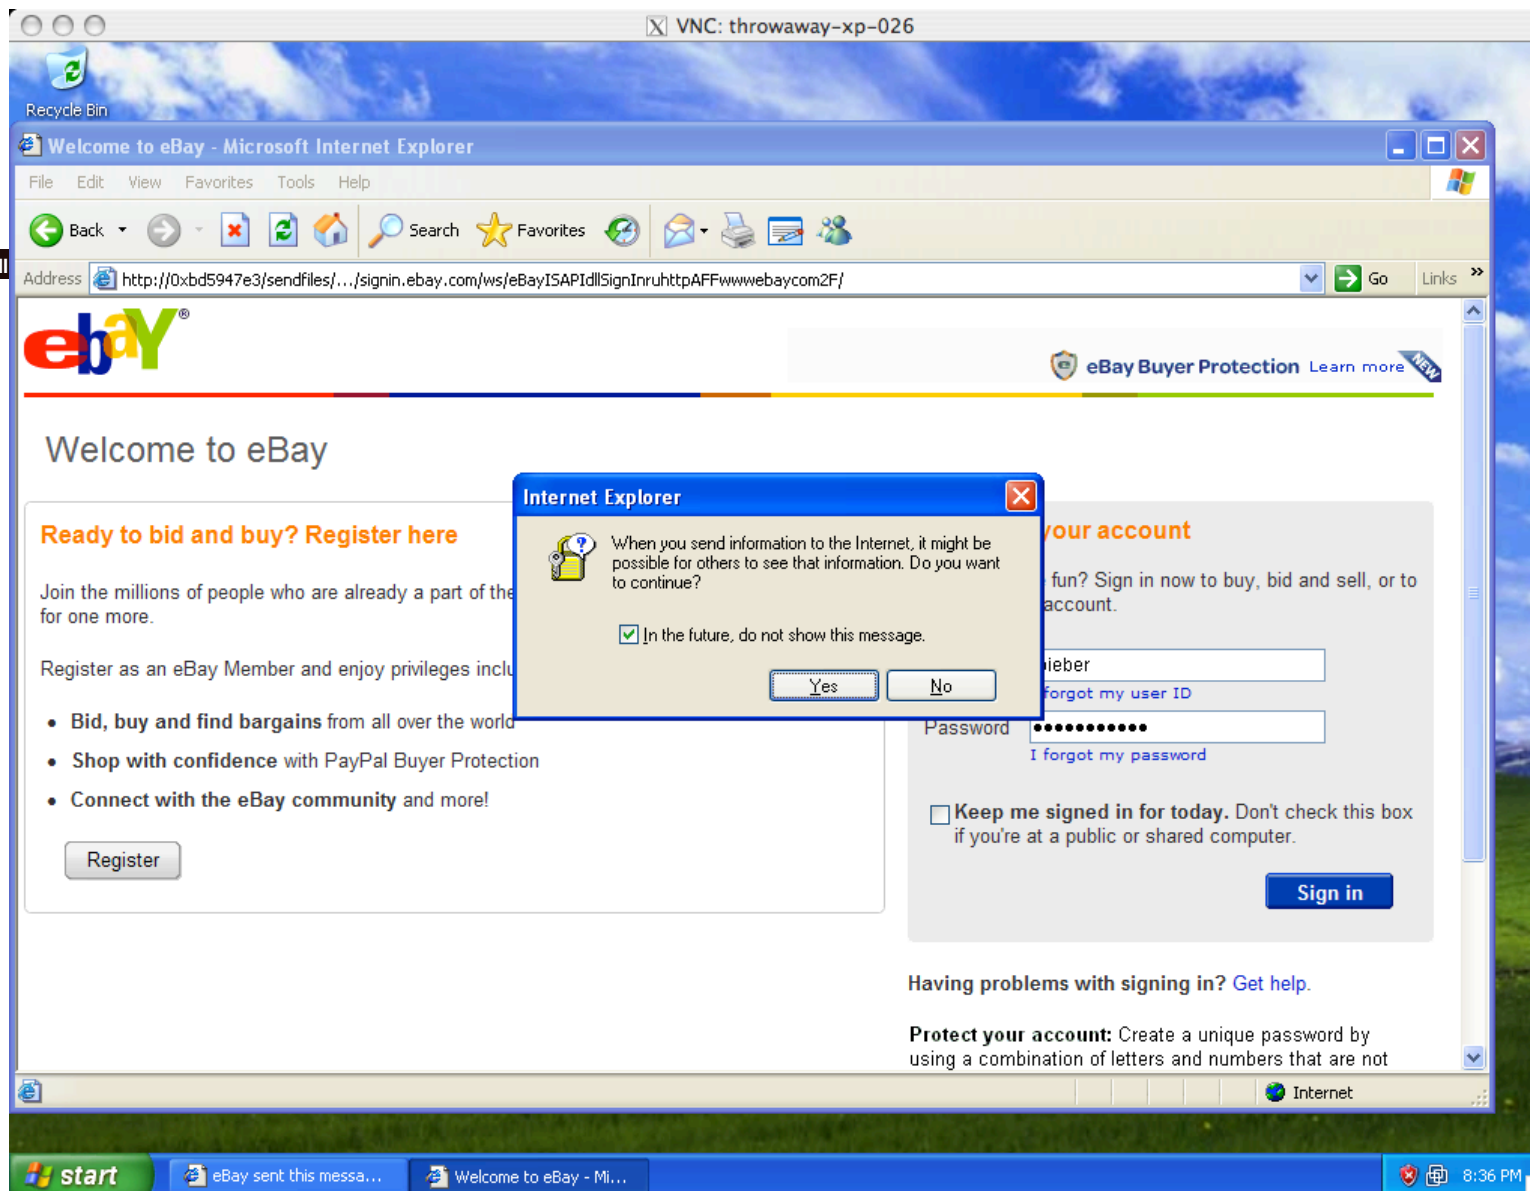 VNC: throwaway-xp-026
Recycle Bin
Welcome to eBay - Microsoft Internet Explorer
File Edit View Favorites Tools Help
Back Search Favorites
Address http://0xbd5947e3/sendfiles/.../signin.ebay.com/ws/eBayISAPIdllSignInruhttpAFFwwwebaycom2F/ Go Links »
ebaY®
eBay Buyer Protection Learn more NEW
Welcome to eBay
Ready to bid and buy? Register here
Join the millions of people who are already a part of the
for one more.
Register as an eBay Member and enjoy privileges inclu
• Bid, buy and find bargains from all over the world
• Shop with confidence with PayPal Buyer Protection
• Connect with the eBay community and more!
Register
Internet Explorer
When you send information to the Internet, it might be
possible for others to see that information. Do you want
to continue?
In the future, do not show this message.
Yes No
your account
fun? Sign in now to buy, bid and sell, or to
account.
ieber
forgot my user ID
Password •••••••••••
I forgot my password
Keep me signed in for today. Don't check this box
if you're at a public or shared computer.
Sign in
Having problems with signing in? Get help.
Protect your account: Create a unique password by
using a combination of letters and numbers that are not
Internet
start eBay sent this messa... Welcome to eBay - Mi... 8:36 PM